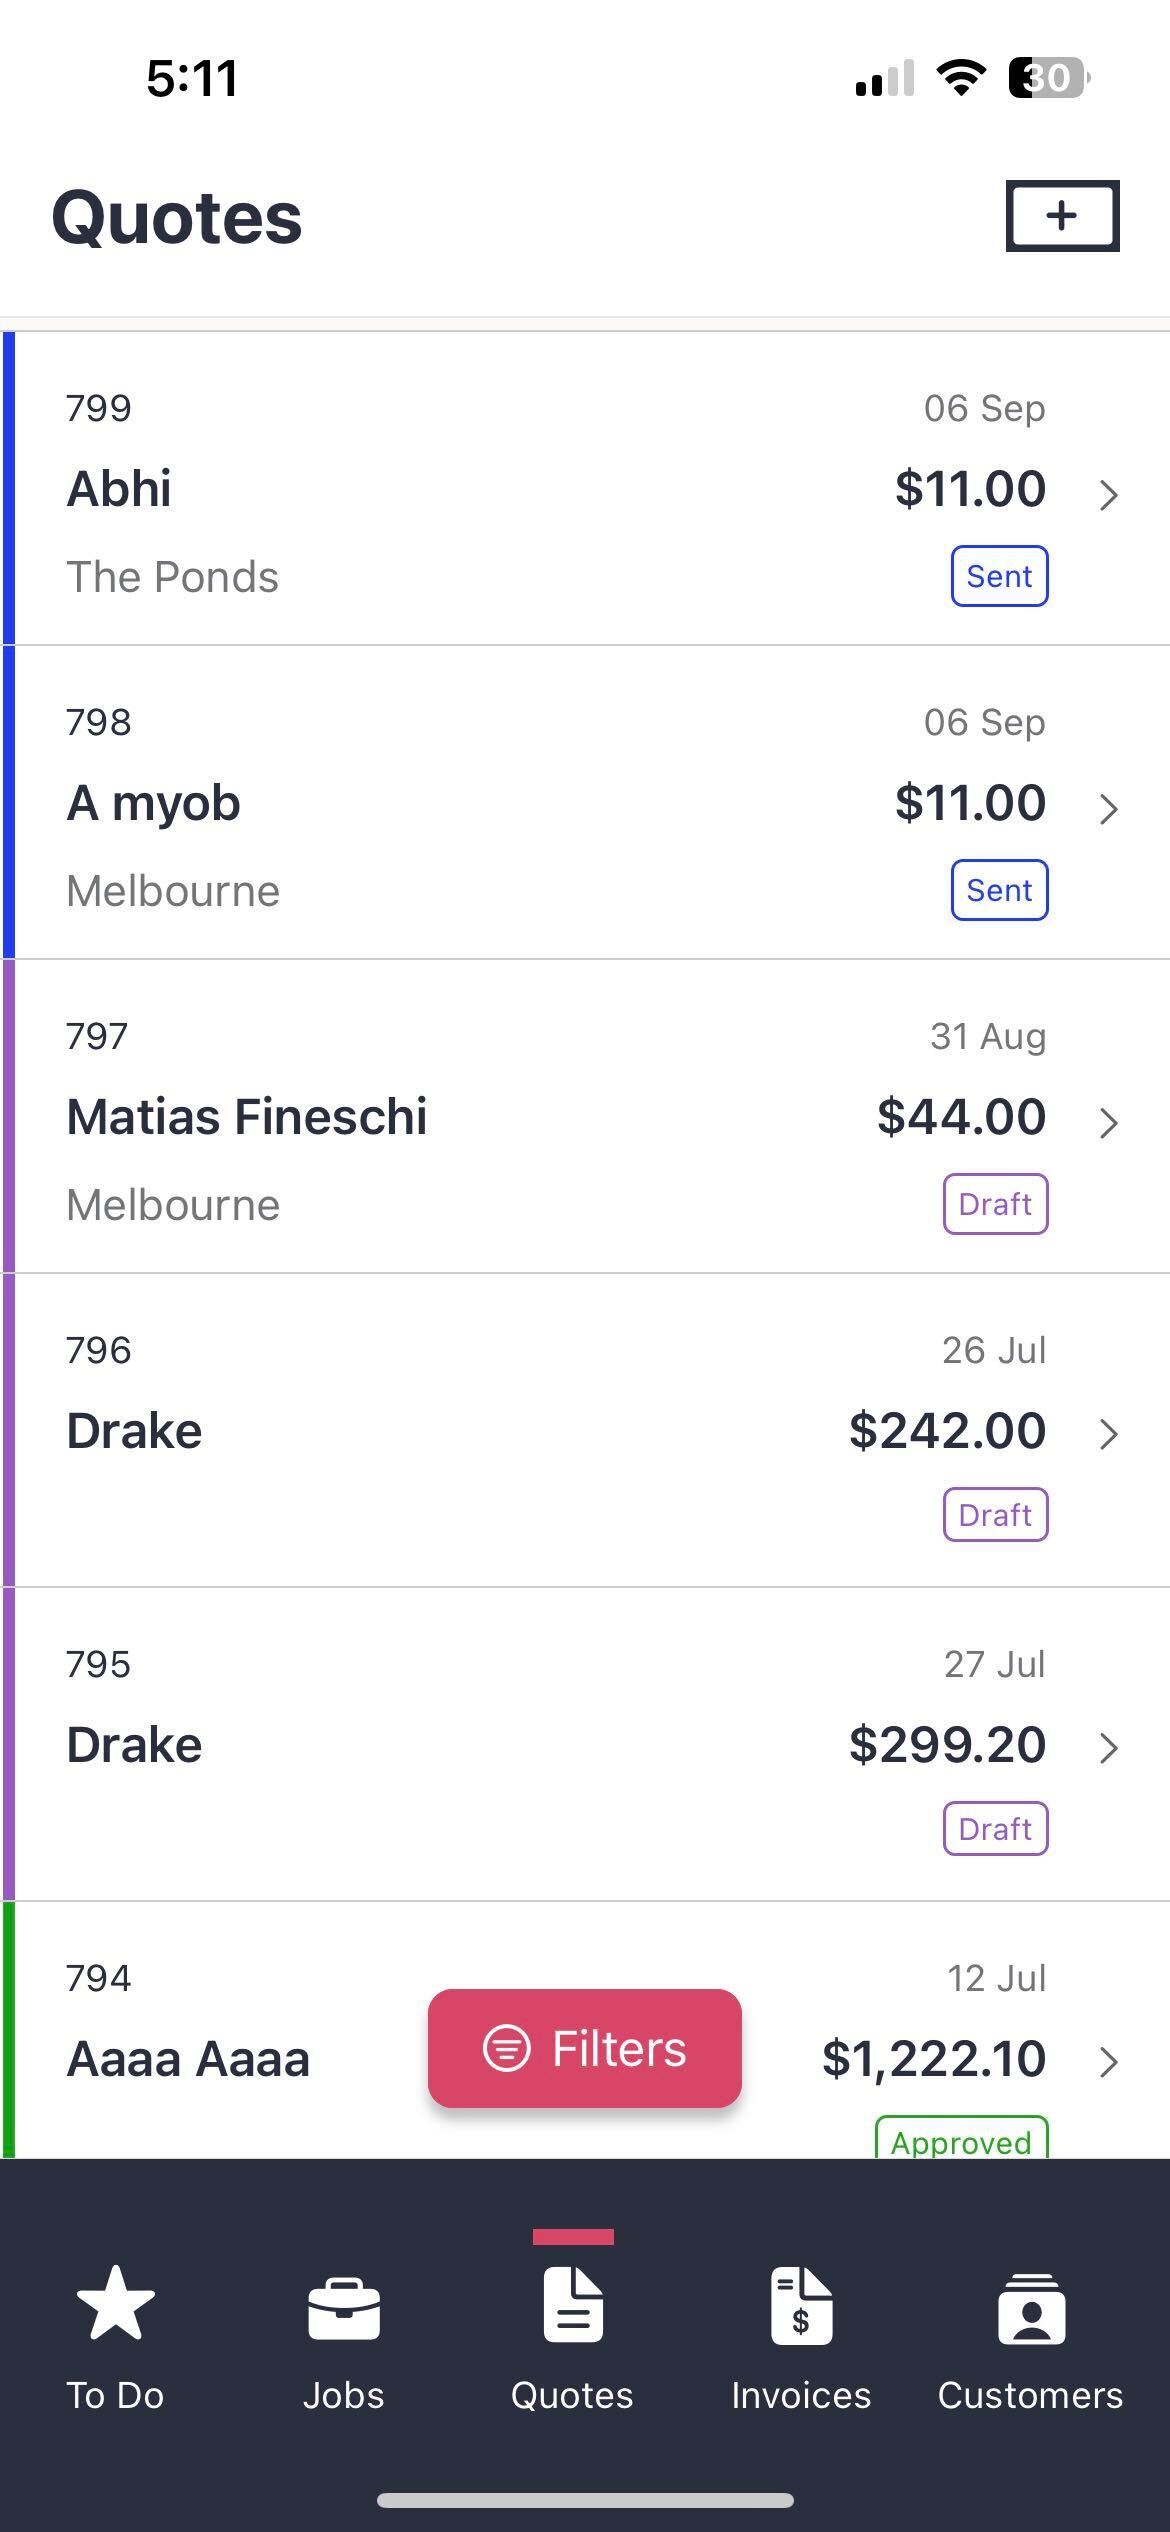 5:11
30
Quotes
+
799 06 Sep
Abhi $11.00
The Ponds Sent
798 06 Sep
A myob $11.00
Melbourne Sent
797 31 Aug
Matias Fineschi $44.00
Melbourne Draft
796 26 Jul
Drake $242.00
Draft
795 27 Jul
Drake $299.20
Draft
794 12 Jul
Aaaa Aaaa Filters $1,222.10
Approved
To Do Jobs Quotes Invoices Customers